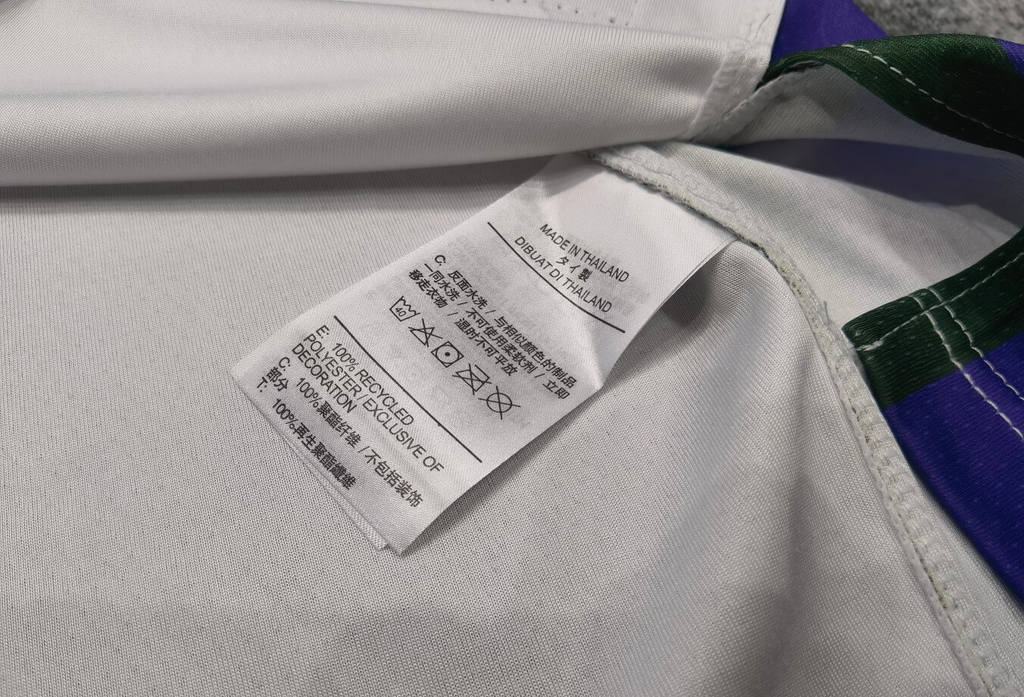 MADE IN THAILAND
タイ製
DIBUAT DI THAILAND
C: 反面水洗 / 与相似颜色的制品
一同水洗 / 不可使用柔软剂 / 立即
移走衣物 / 湿的不可平放
40
E: 100% RECYCLED
POLYESTER / EXCLUSIVE OF
DECORATION
C: 100%聚酯纤维 / 不包括装饰
部分
T: 100%再生聚酯纖維